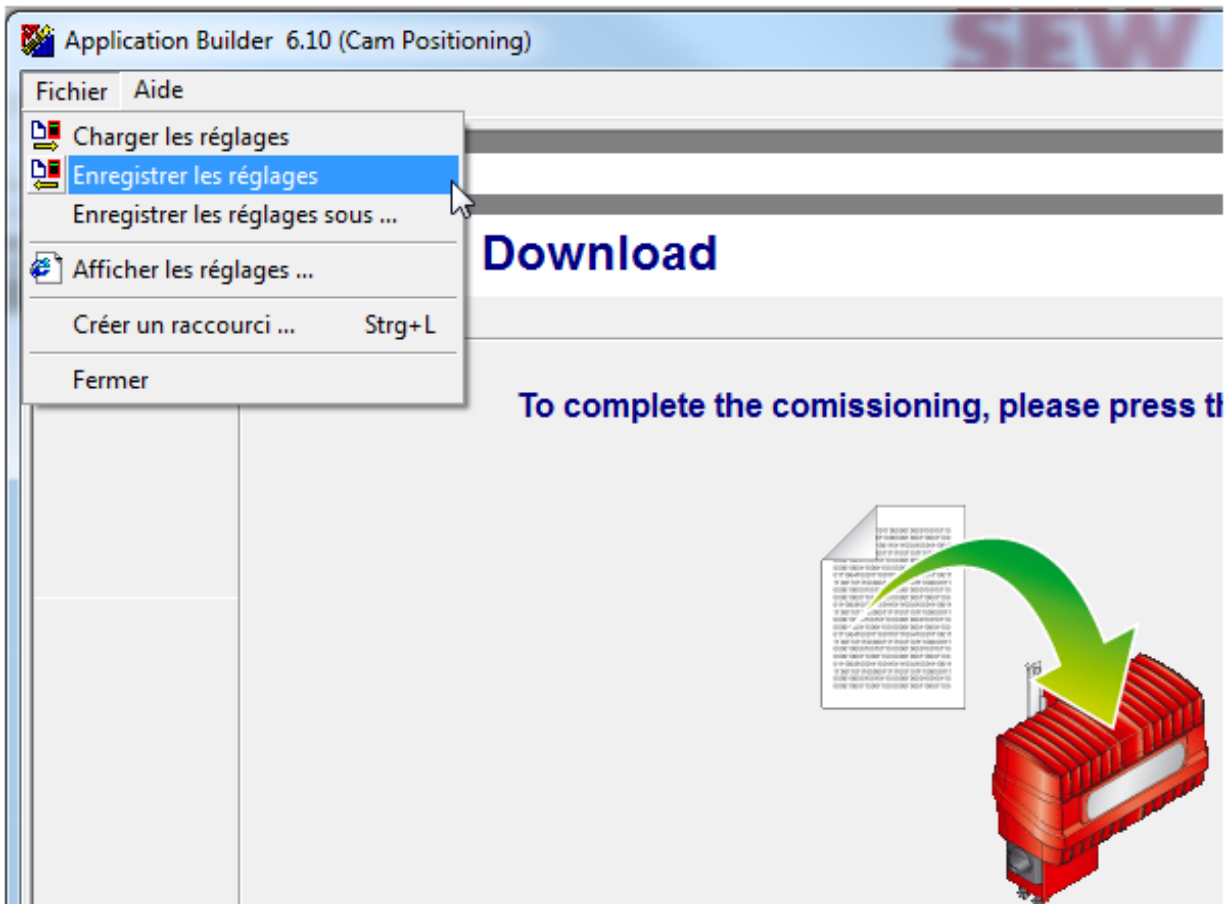 SEW
Application Builder 6.10 (Cam Positioning)
Fichier Aide
Charger les réglages
Enregistrer les réglages
Enregistrer les réglages sous ...
Afficher les réglages ...
Créer un raccourci ... Strg+L
Fermer
Download
To complete the comissioning, please press